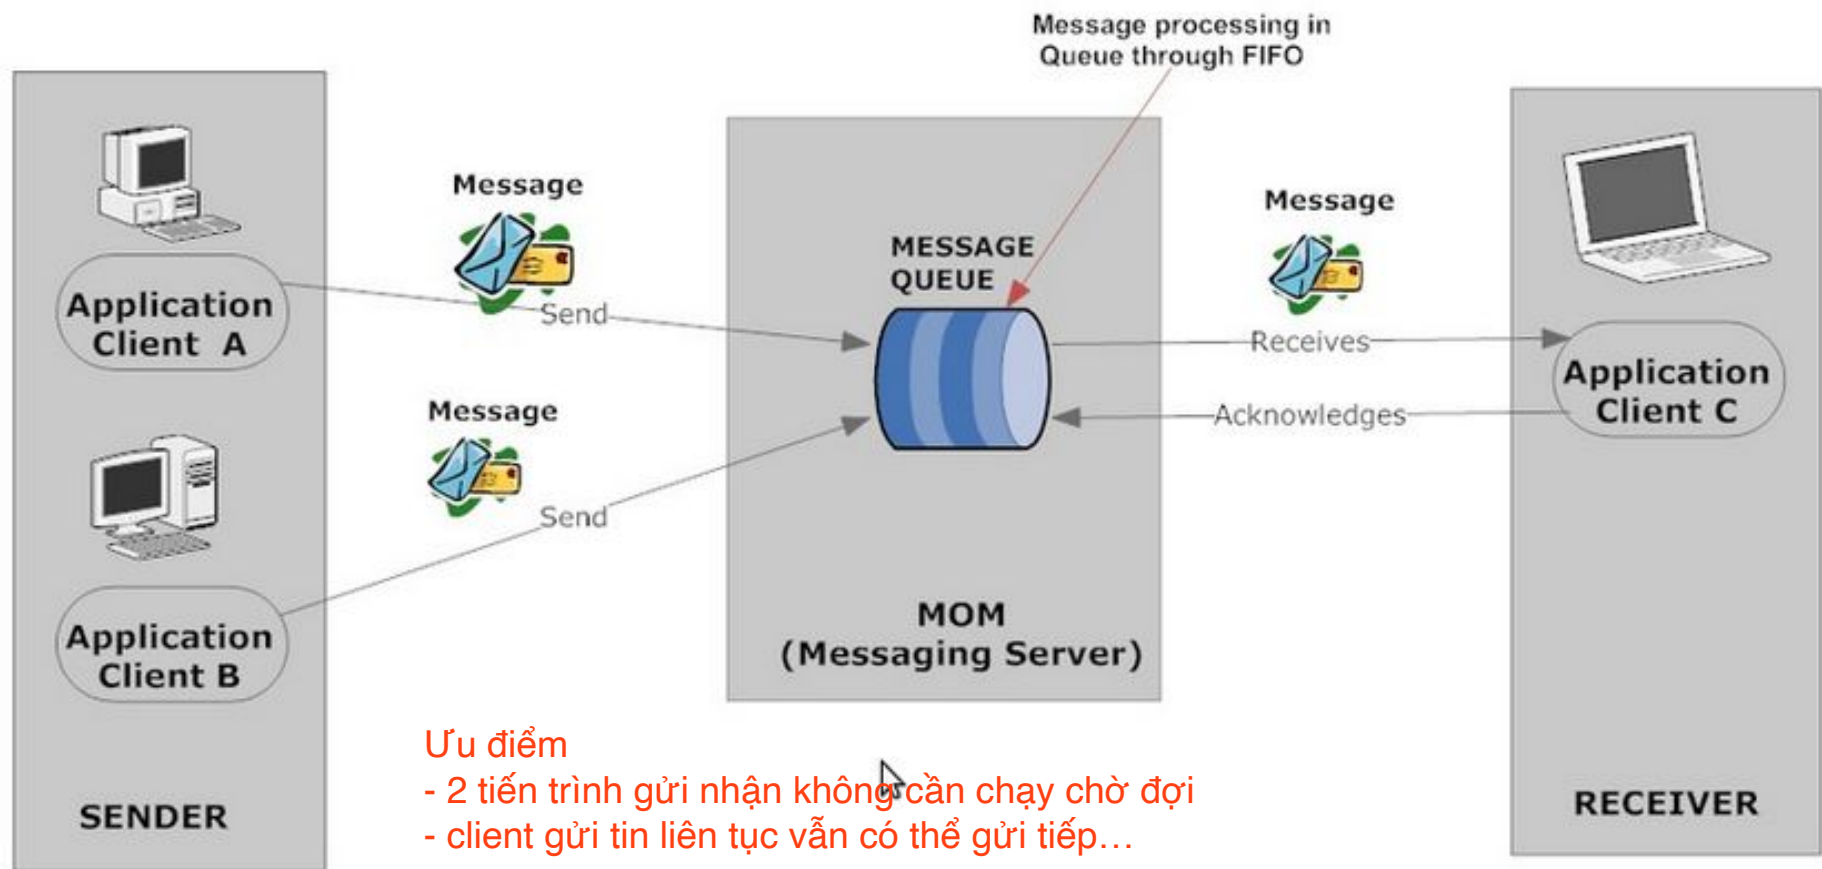 Message processing in
Queue through FIFO
Message
Send
Application
Client A
Message
Send
Application
Client B
SENDER
MESSAGE
QUEUE
MOM
(Messaging Server)
Message
Receives
Acknowledges
Application
Client C
RECEIVER
Ưu điểm
- 2 tiến trình gửi nhận không cần chạy chờ đợi
- client gửi tin liên tục vẫn có thể gửi tiếp...